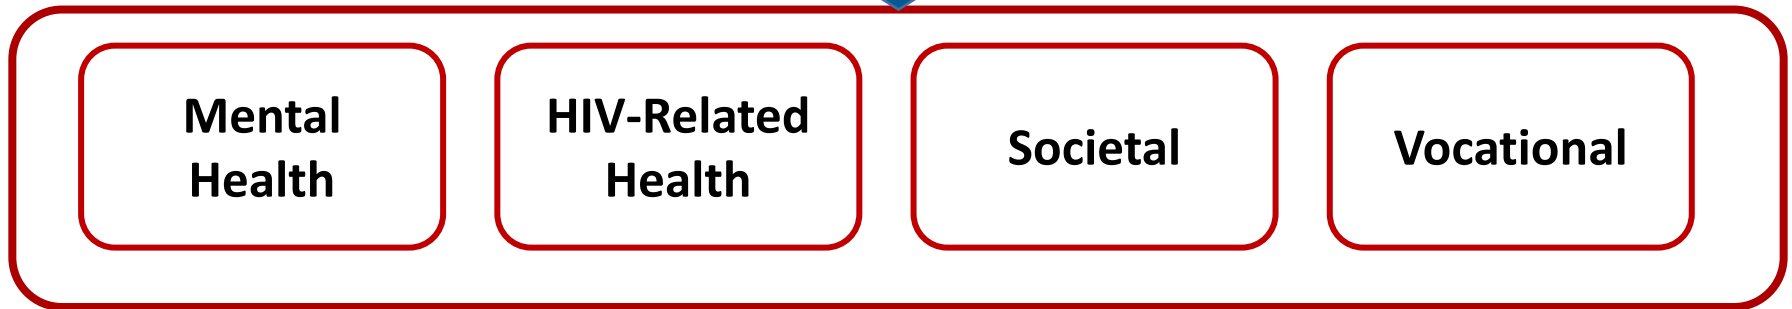 Mental
Health
HIV-Related
Health
Societal
Vocational